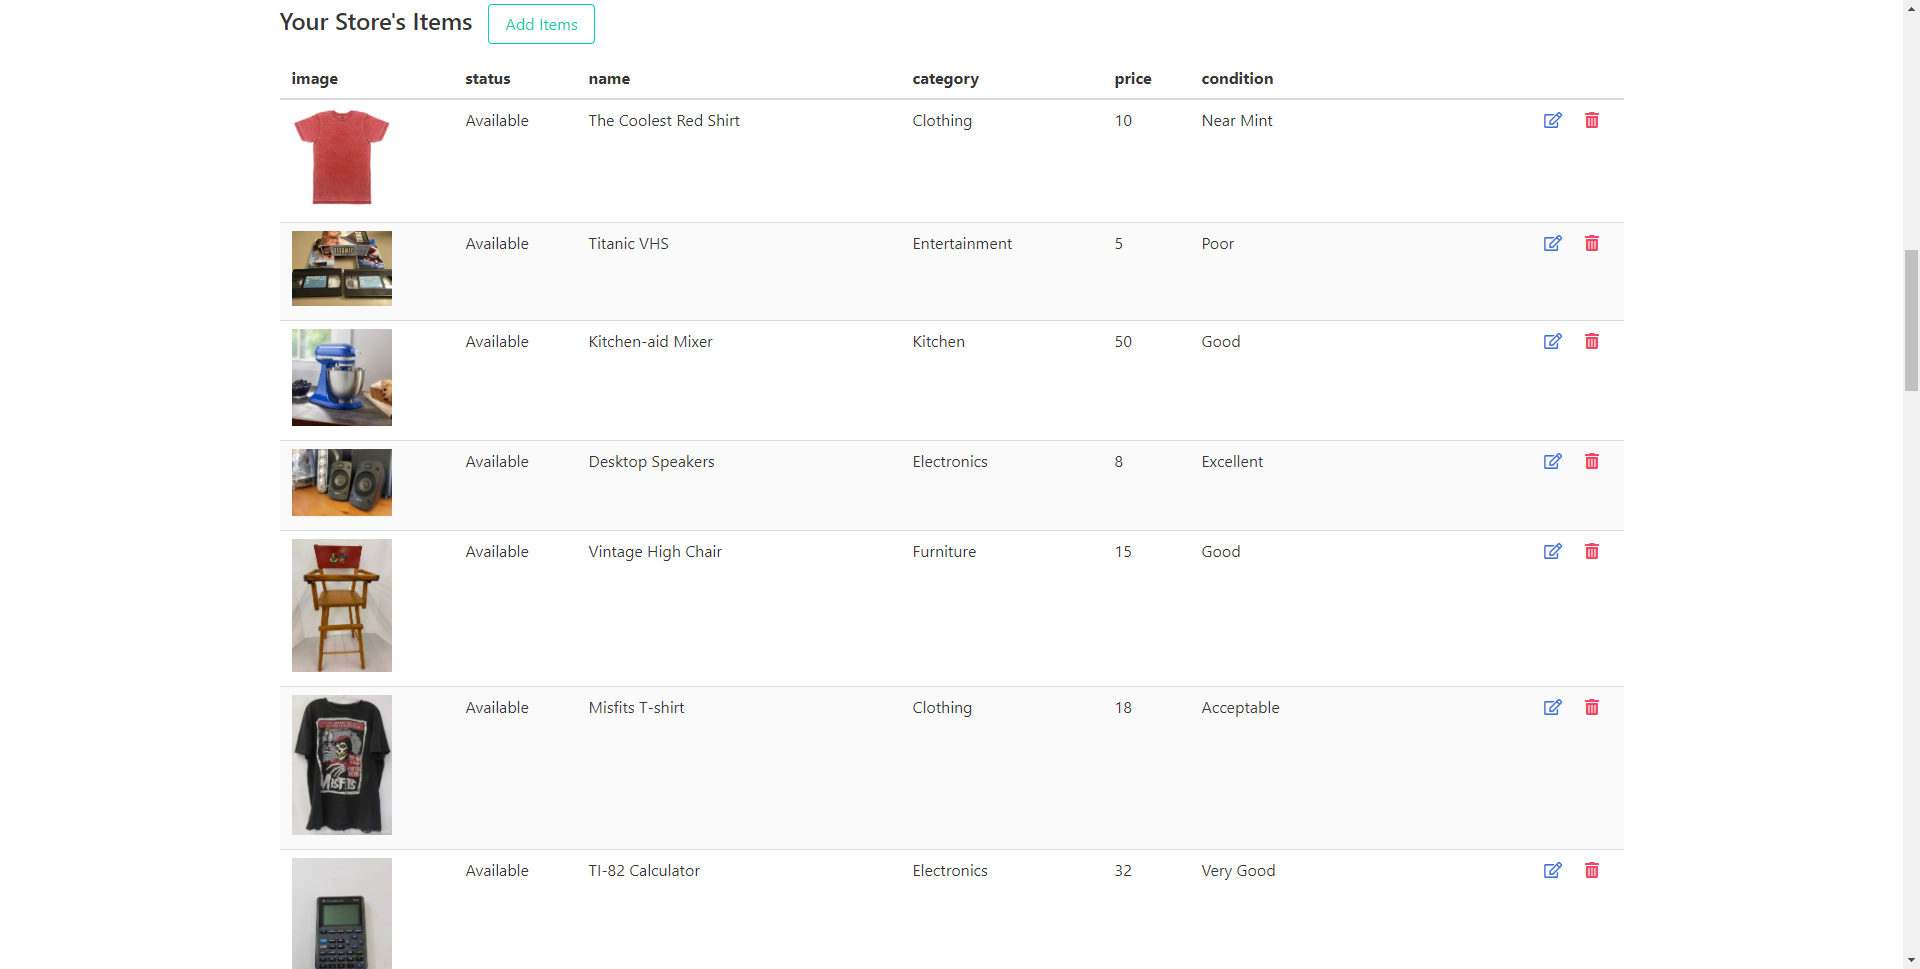 Your Store's Items Add Items
image status name category price condition
Available The Coolest Red Shirt Clothing 10 Near Mint
Available Titanic VHS Entertainment 5 Poor
TITANIC
Available Kitchen-aid Mixer Kitchen 50 Good
Available Desktop Speakers Electronics 8 Excellent
Available Vintage High Chair Furniture 15 Good
Available Misfits T-shirt Clothing 18 Acceptable
MISFITS
Available TI-82 Calculator Electronics 32 Very Good